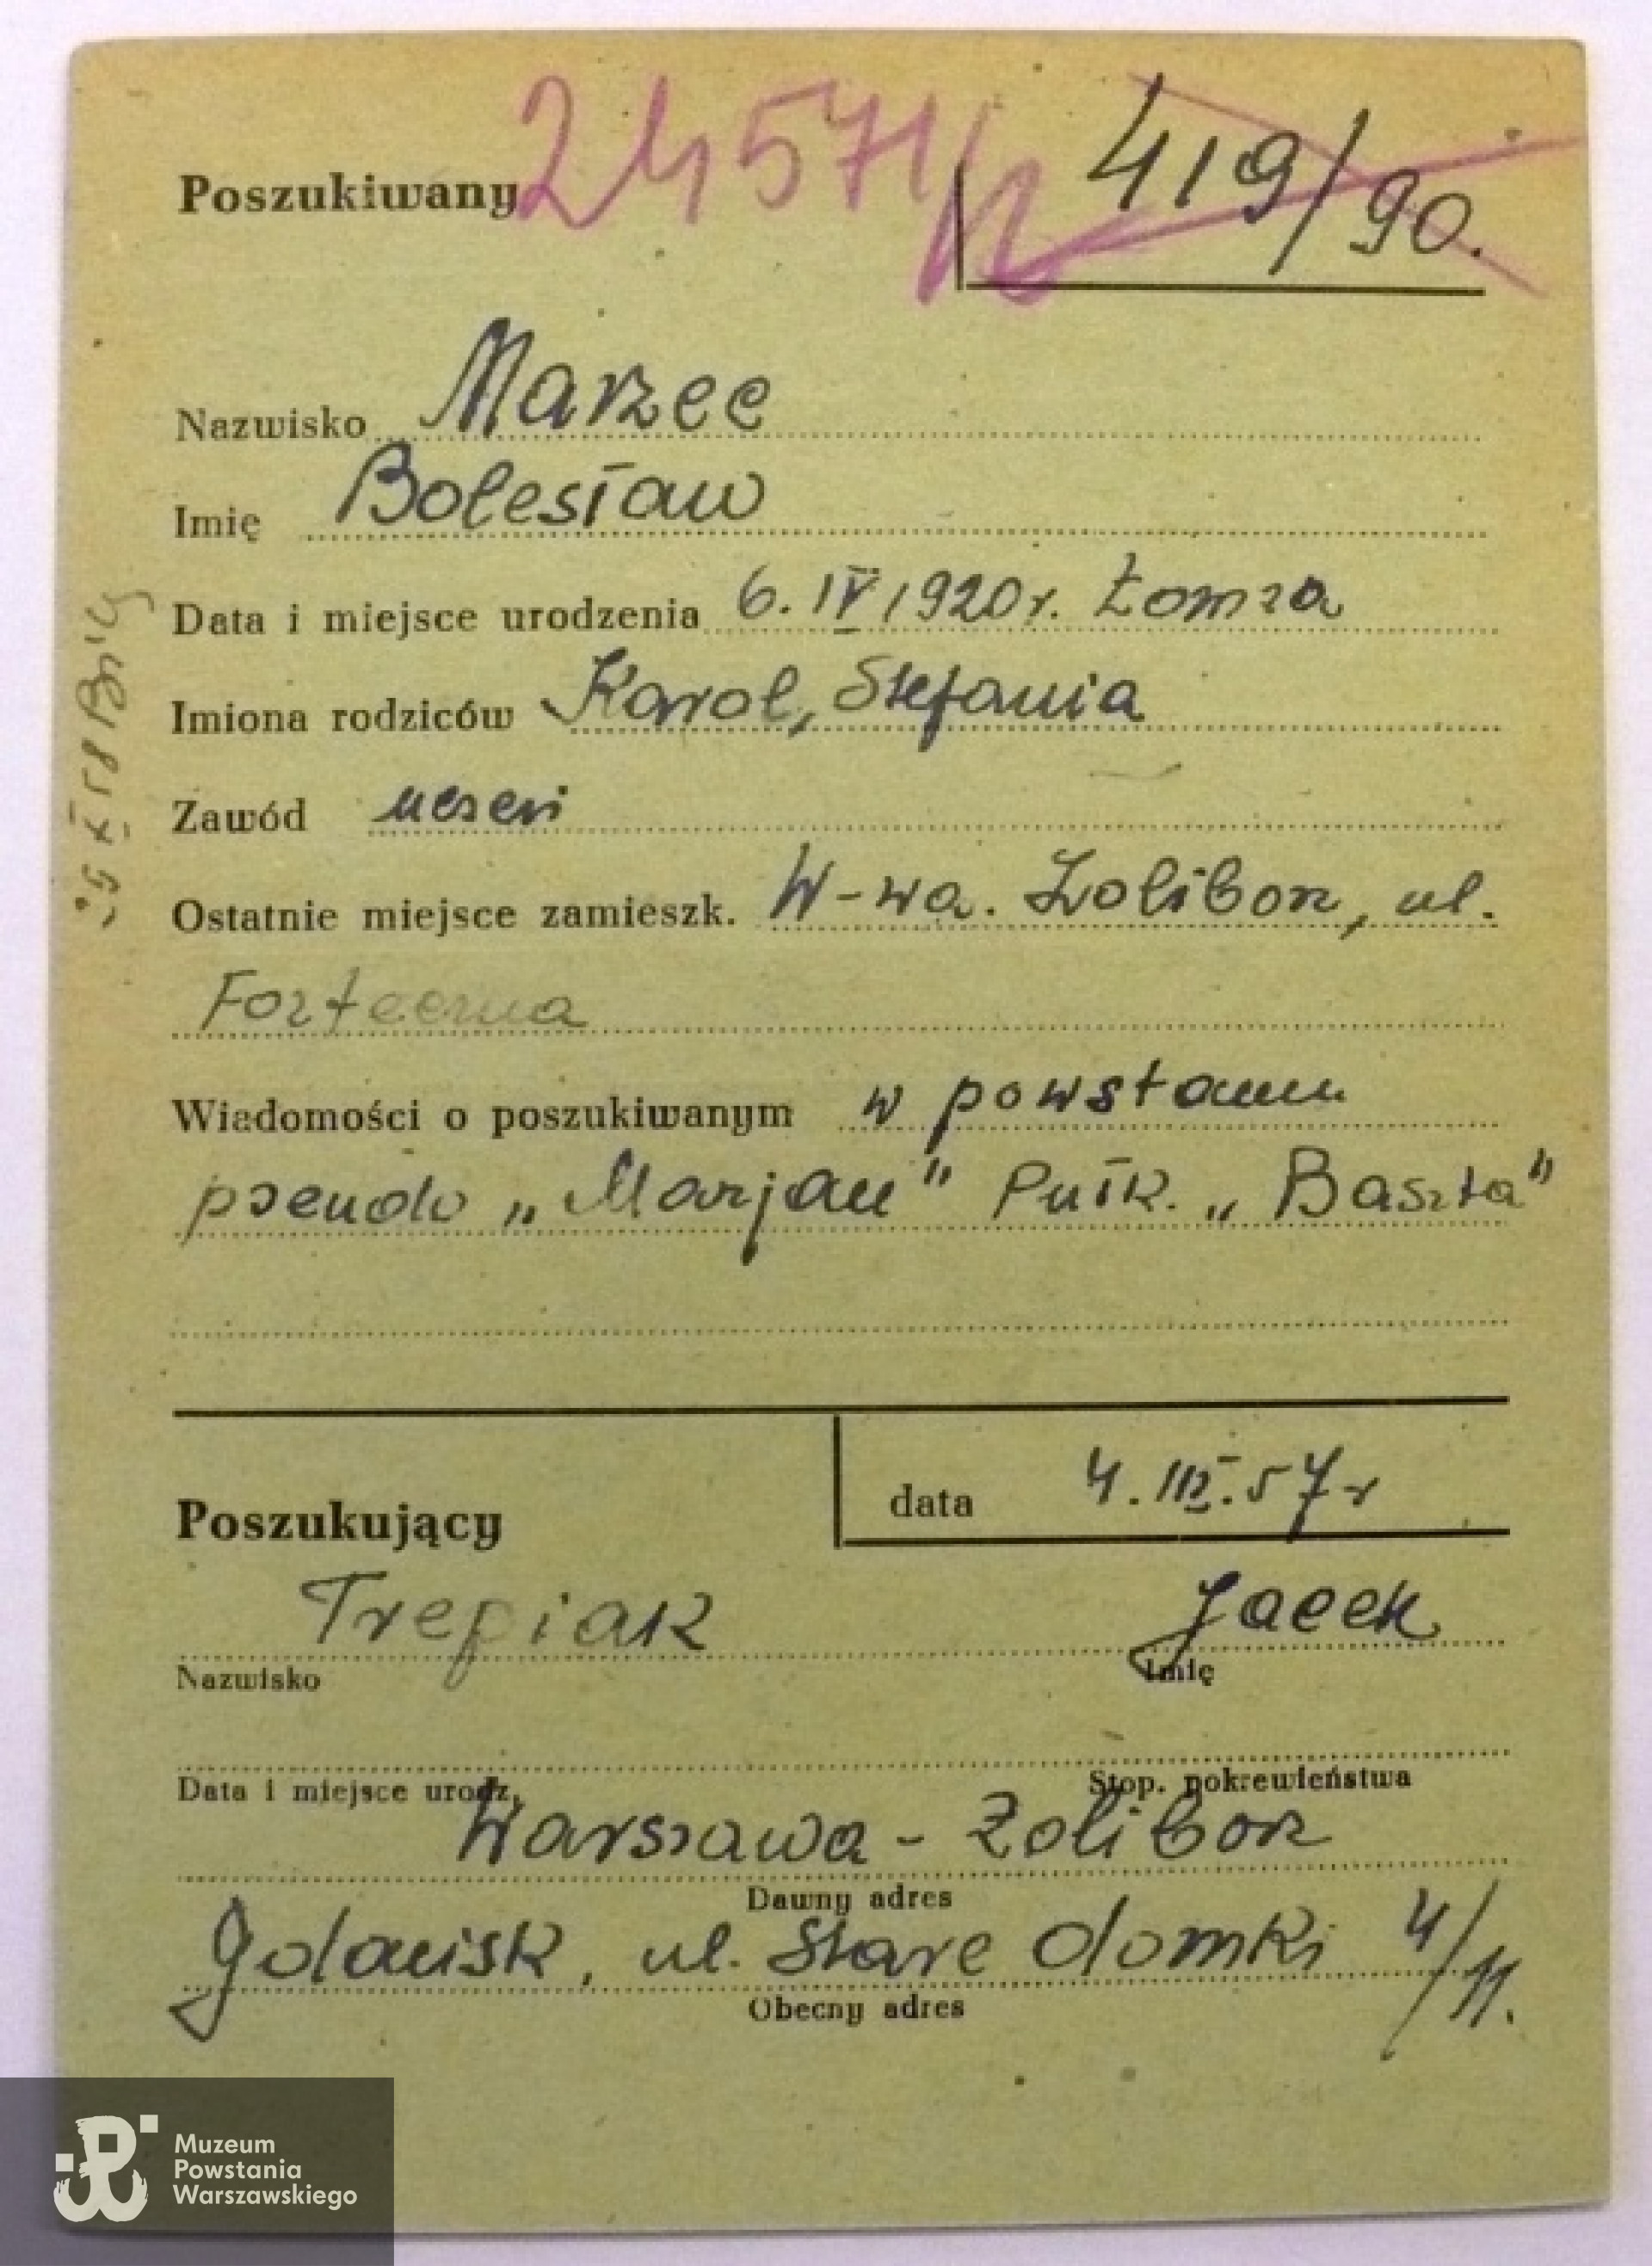 Poszukiwany 24571/
419/90.
Nazwisko Marzec
Imię Bolesław
Data i miejsce urodzenia 6. IV 1920 r. Łomża
Imiona rodziców Karol, Stefania
Zawód uczeń
Ostatnie miejsce zamieszk. W-wa. Żoliborz, ul.
Forteczna
Wiadomości o poszukiwanym w powstaniu
pseudo „Marjan" Pułk. „Baszta"
data 4. III. 57 r
Poszukujący
Trepiak Jacek
Nazwisko Imię
Data i miejsce urodz. Stop. pokrewieństwa
Warszawa - Żoliborz
Dawny adres
Gdańsk, ul. Stare domki 4/11.
Obecny adres
Muzeum
Powstania
Warszawskiego